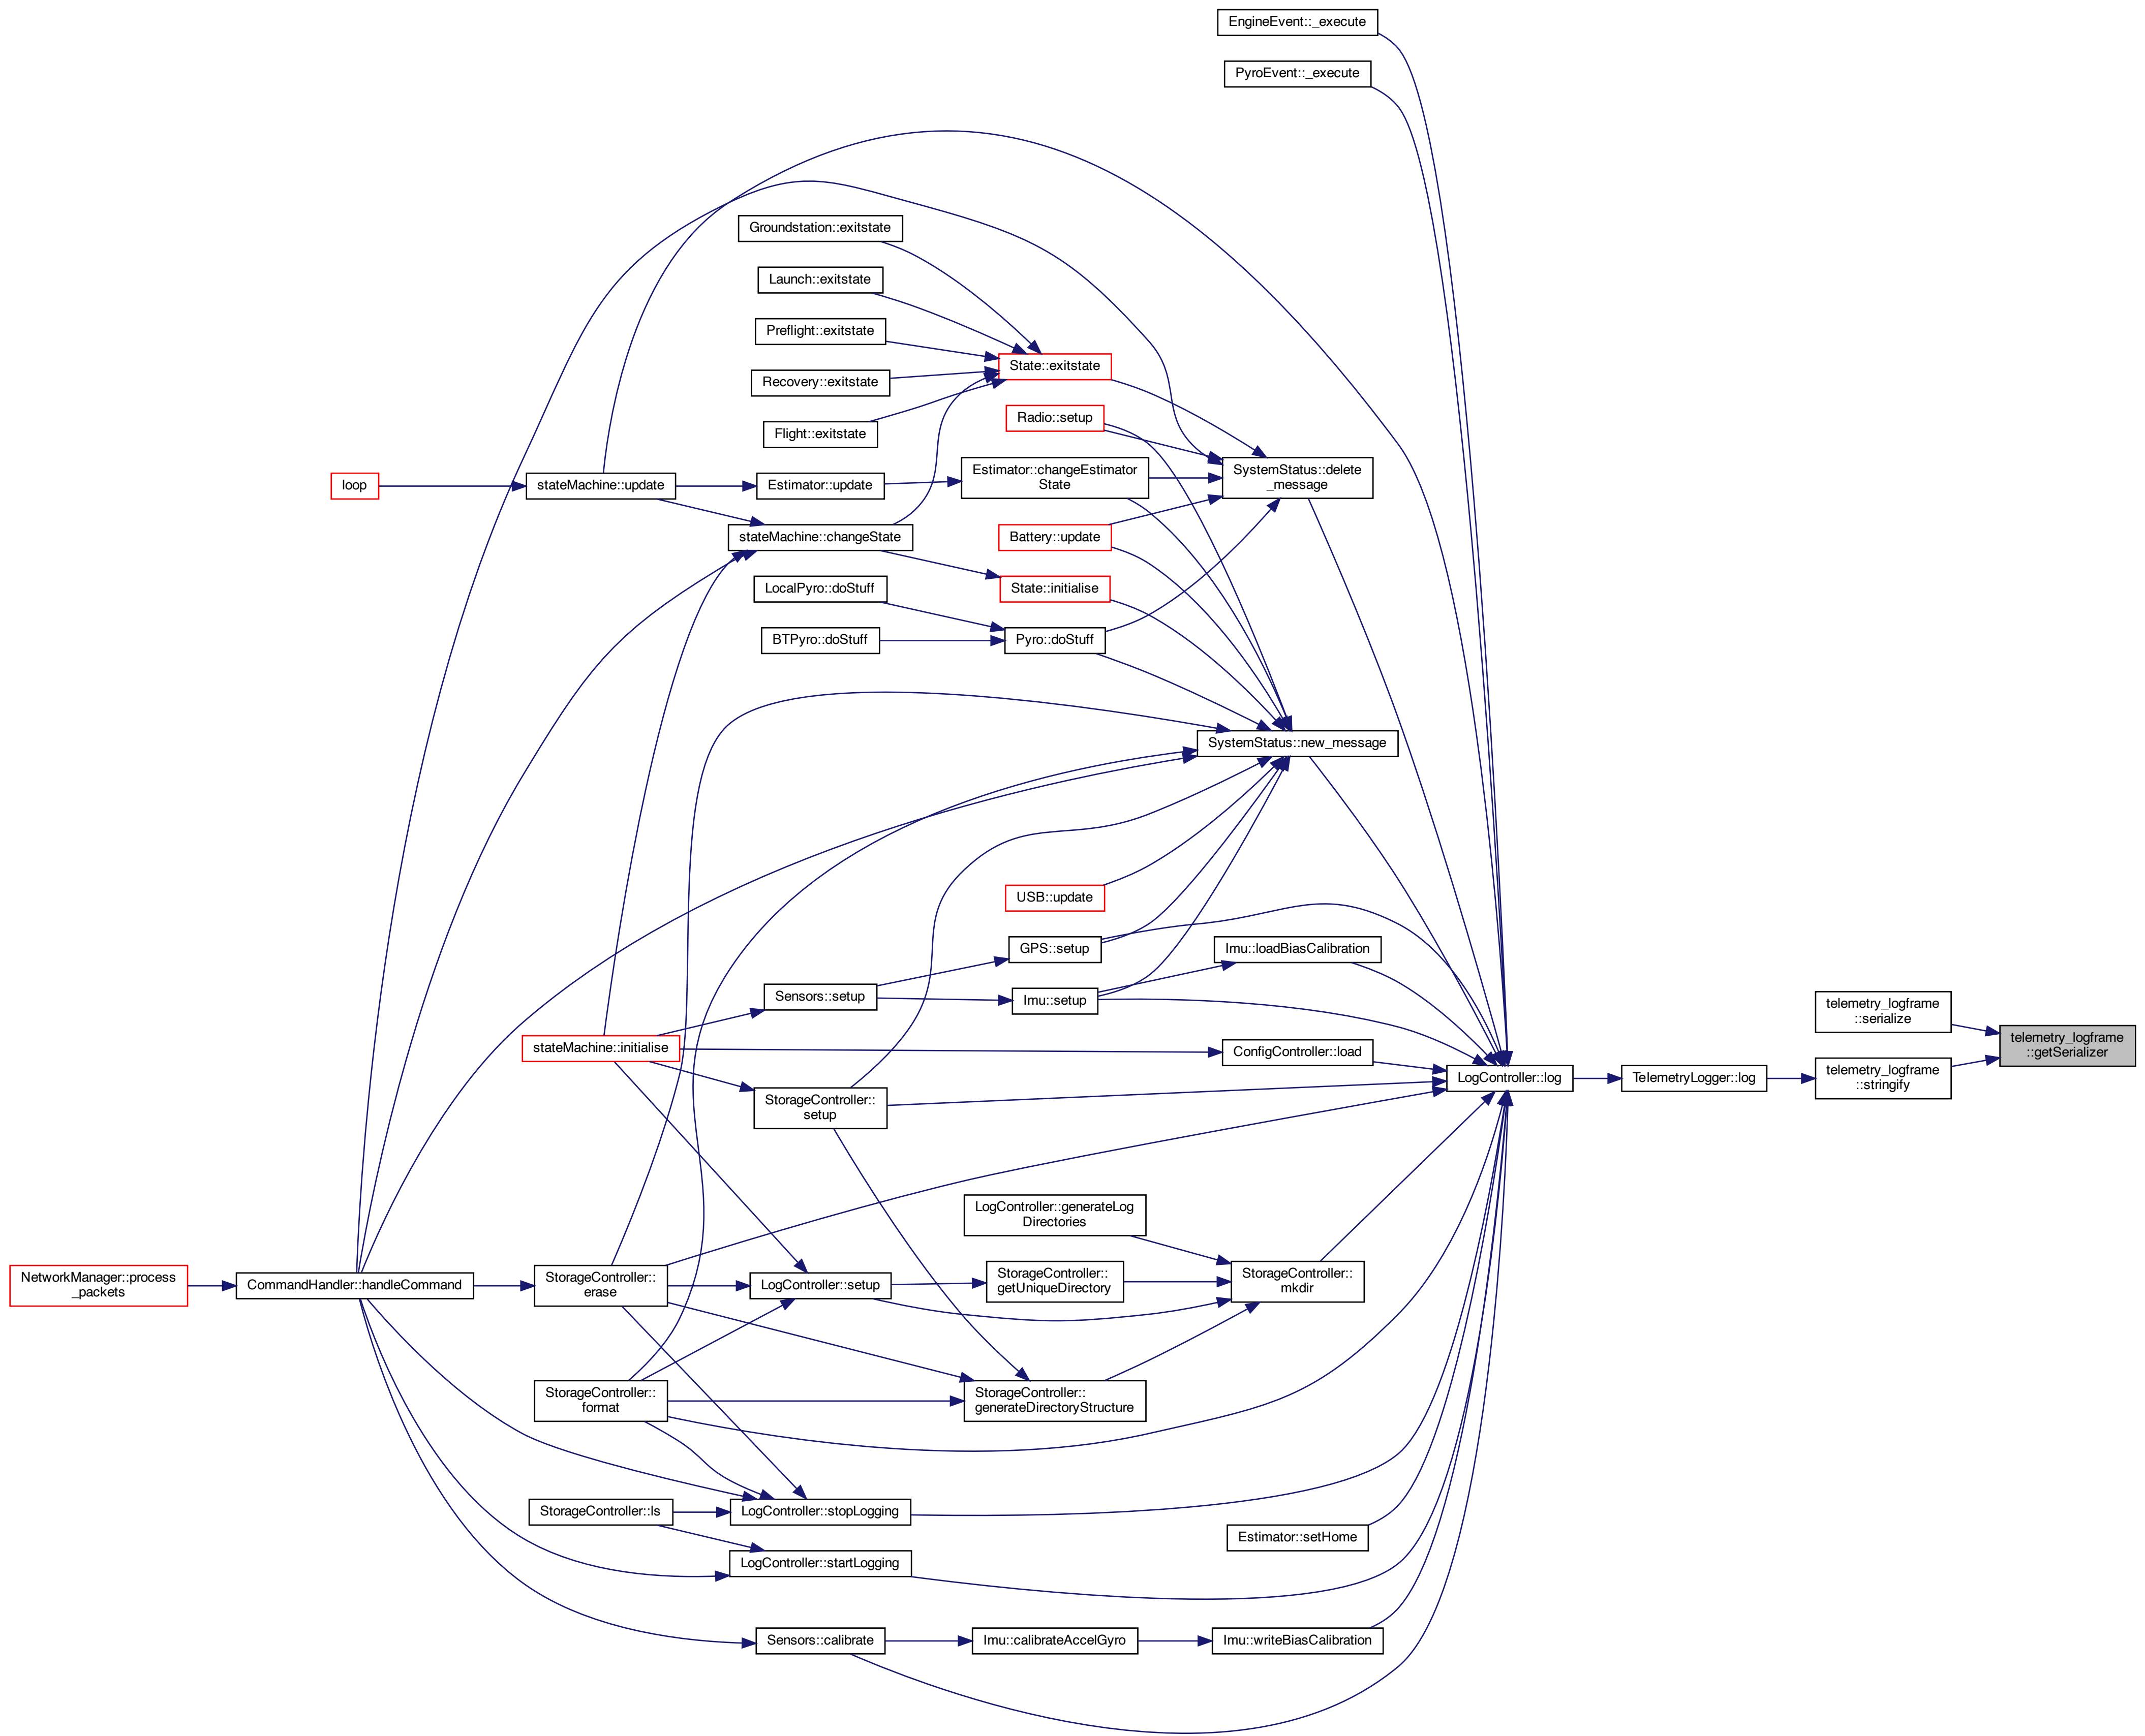 EngineEvent::_execute
PyroEvent::_execute
Groundstation::exitstate
Launch::exitstate
Preflight::exitstate
State::exitstate
Recovery::exitstate
Radio::setup
Flight::exitstate
loop
stateMachine::update
Estimator::update
Estimator::changeEstimator
State
SystemStatus::delete
_message
stateMachine::changeState
Battery::update
LocalPyro::doStuff
State::initialise
BTPyro::doStuff
Pyro::doStuff
SystemStatus::new_message
USB::update
GPS::setup
Imu::loadBiasCalibration
Sensors::setup
Imu::setup
telemetry_logframe
::serialize
telemetry_logframe
::getSerializer
stateMachine::initialise
ConfigController::load
LogController::log
TelemetryLogger::log
telemetry_logframe
::stringify
StorageController::
setup
LogController::generateLog
Directories
NetworkManager::process
_packets
CommandHandler::handleCommand
StorageController::
erase
LogController::setup
StorageController::
getUniqueDirectory
StorageController::
mkdir
StorageController::
format
StorageController::
generateDirectoryStructure
StorageController::ls
LogController::stopLogging
Estimator::setHome
LogController::startLogging
Sensors::calibrate
Imu::calibrateAccelGyro
Imu::writeBiasCalibration